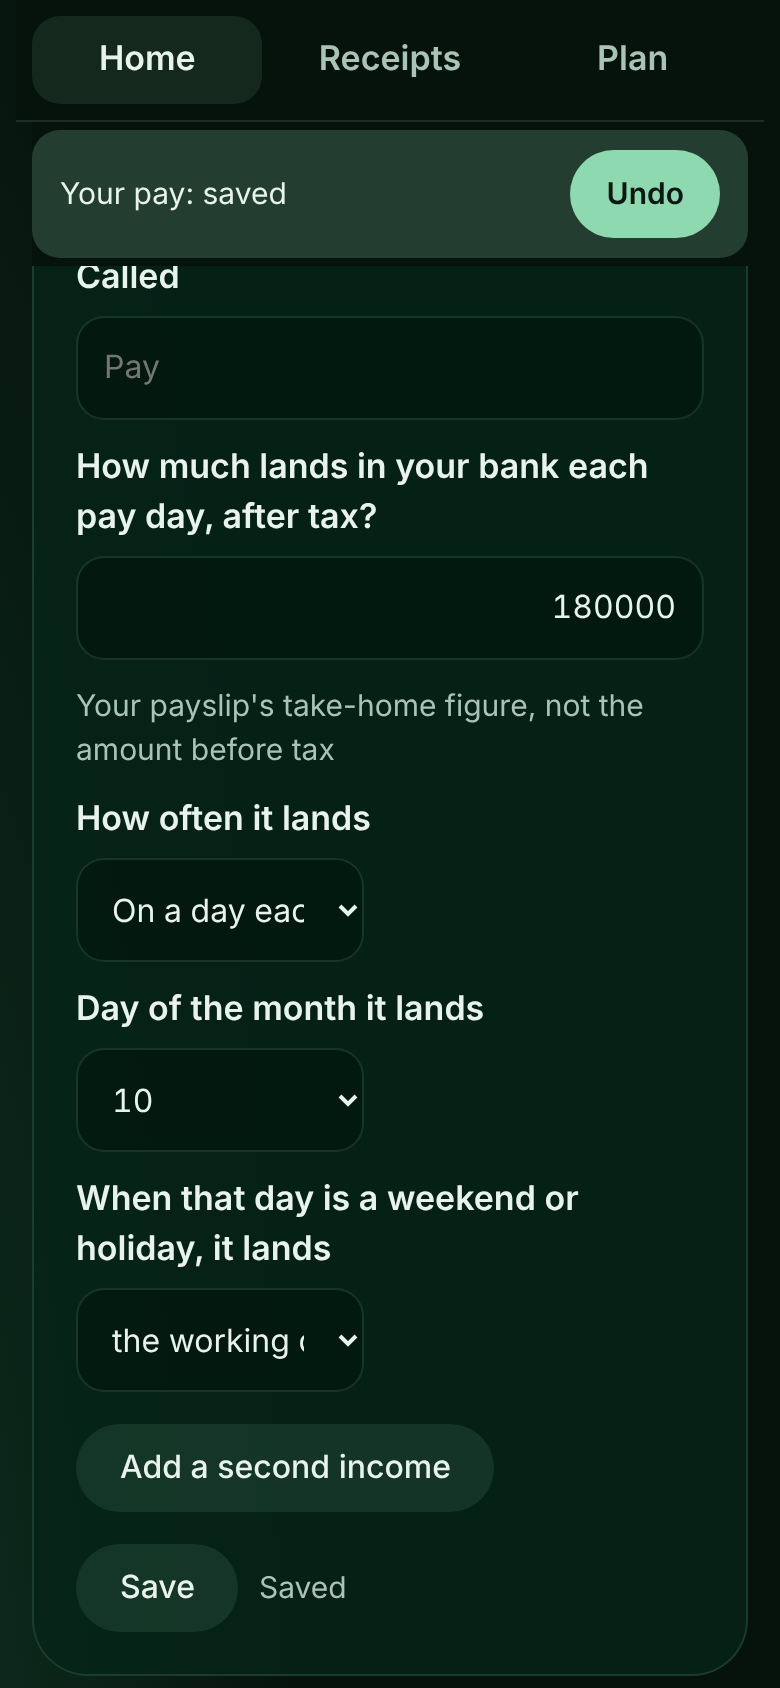 Home
Receipts
Plan
Your pay: saved
Undo
Called
Pay
How much lands in your bank each
pay day, after tax?
180000
Your payslip's take-home figure, not the
amount before tax
How often it lands
On a day eac
Day of the month it lands
10
When that day is a weekend or
holiday, it lands
the working
Add a second income
Save
Saved